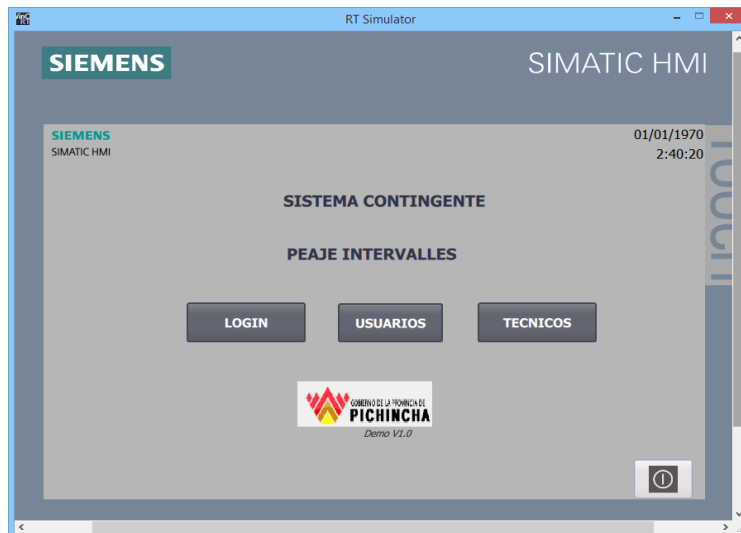 RT Simulator
SIEMENS
SIMATIC HMI
SIEMENS
SIMATIC HMI
01/01/1970
2:40:20
TOUCH
SISTEMA CONTINGENTE
PEAJE INTERVALLES
LOGIN
USUARIOS
TECNICOS
GOBIERNO DE LA PROVINCIA DE
PICHINCHA
Demo V1.0